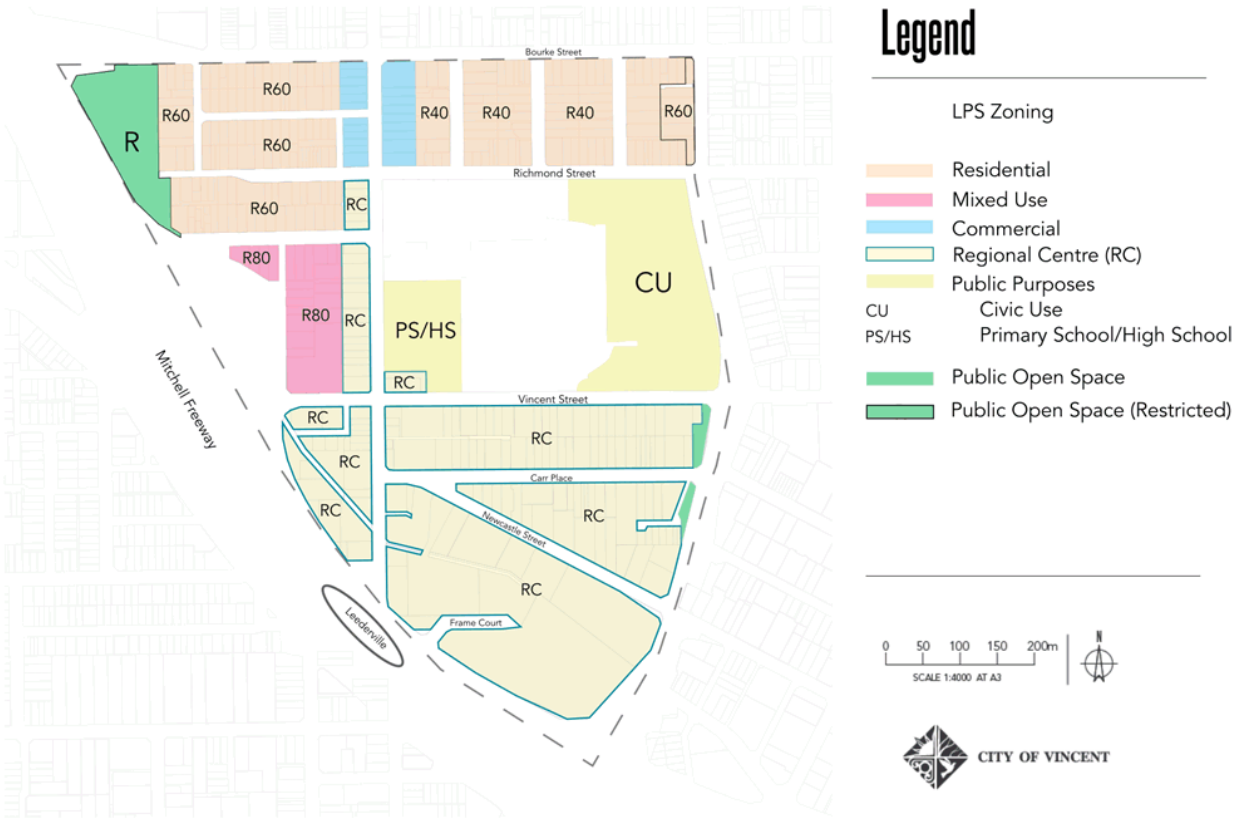 Legend
LPS Zoning
Residential
Mixed Use
Commercial
Regional Centre (RC)
Public Purposes
CU Civic Use
PS/HS Primary School/High School
Public Open Space
Public Open Space (Restricted)
0 50 100 150 200m
SCALE 1:4000 AT A3
N
CITY OF VINCENT
Bourke Street
R60
R60
R40
R40
R40
R60
R
R60
R60
Richmond Street
R60
RC
R80
R80
RC
PS/HS
CU
RC
Mitchell Freeway
Vincent Street
RC
RC
RC
RC
Carr Place
Newcastle Street
RC
RC
Frame Court
Leederville